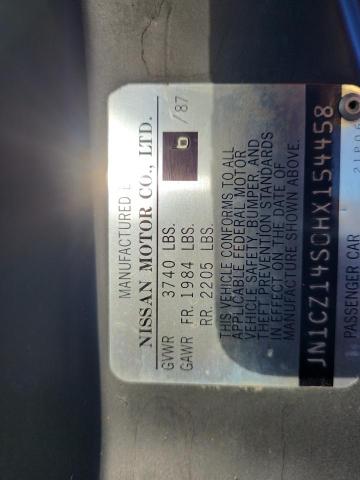 MANUFACTURED
NISSAN MOTOR CO., LTD.
6 /87
GVWR 3740 LBS.
GAWR FR. 1984 LBS.
RR. 2205 LBS.
THIS VEHICLE CONFORMS TO ALL
APPLICABLE FEDERAL MOTOR
VEHICLE SAFETY, BUMPER AND
THEFT PREVENTION STANDARDS
IN EFFECT ON THE DATE OF
MANUFACTURE SHOWN ABOVE.
JN1CZ14S0HX154458
PASSENGER CAR